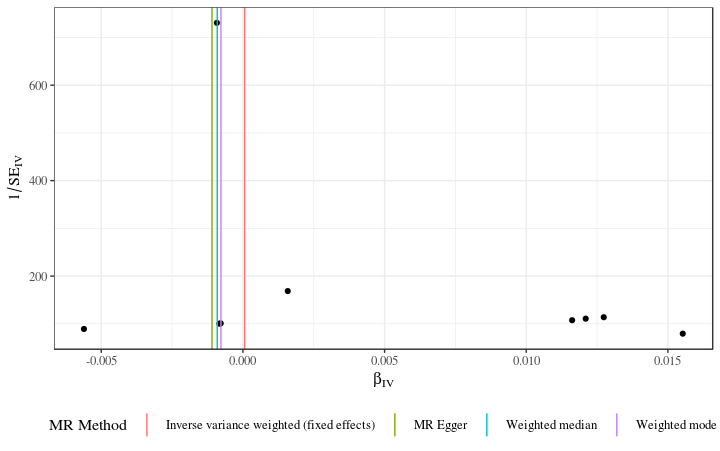 600
400
200
1/SE_IV
-0.005 0.000 0.005 0.010 0.015
β_IV
MR Method Inverse variance weighted (fixed effects) MR Egger Weighted median Weighted mode